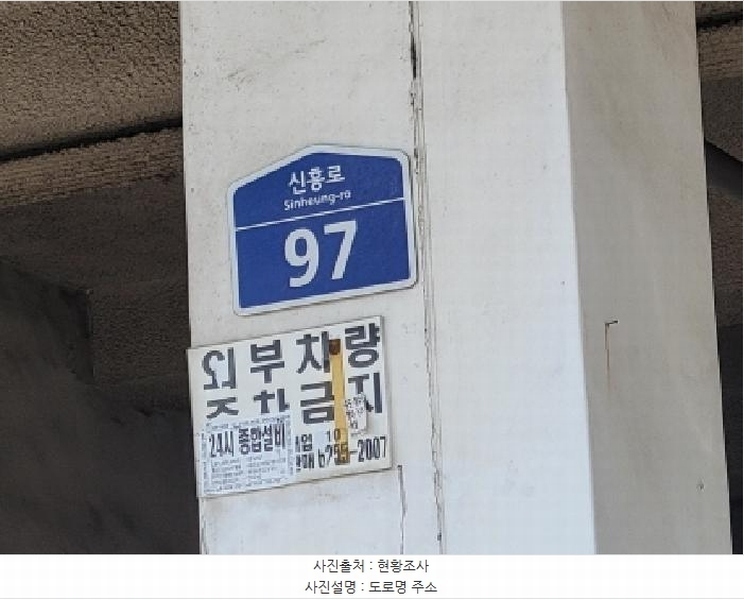 신흥로
Sinheung-ro
97
외부차량
주차금지
24시 종합설비
6295-2007
사진출처 : 현황조사
사진설명 : 도로명 주소